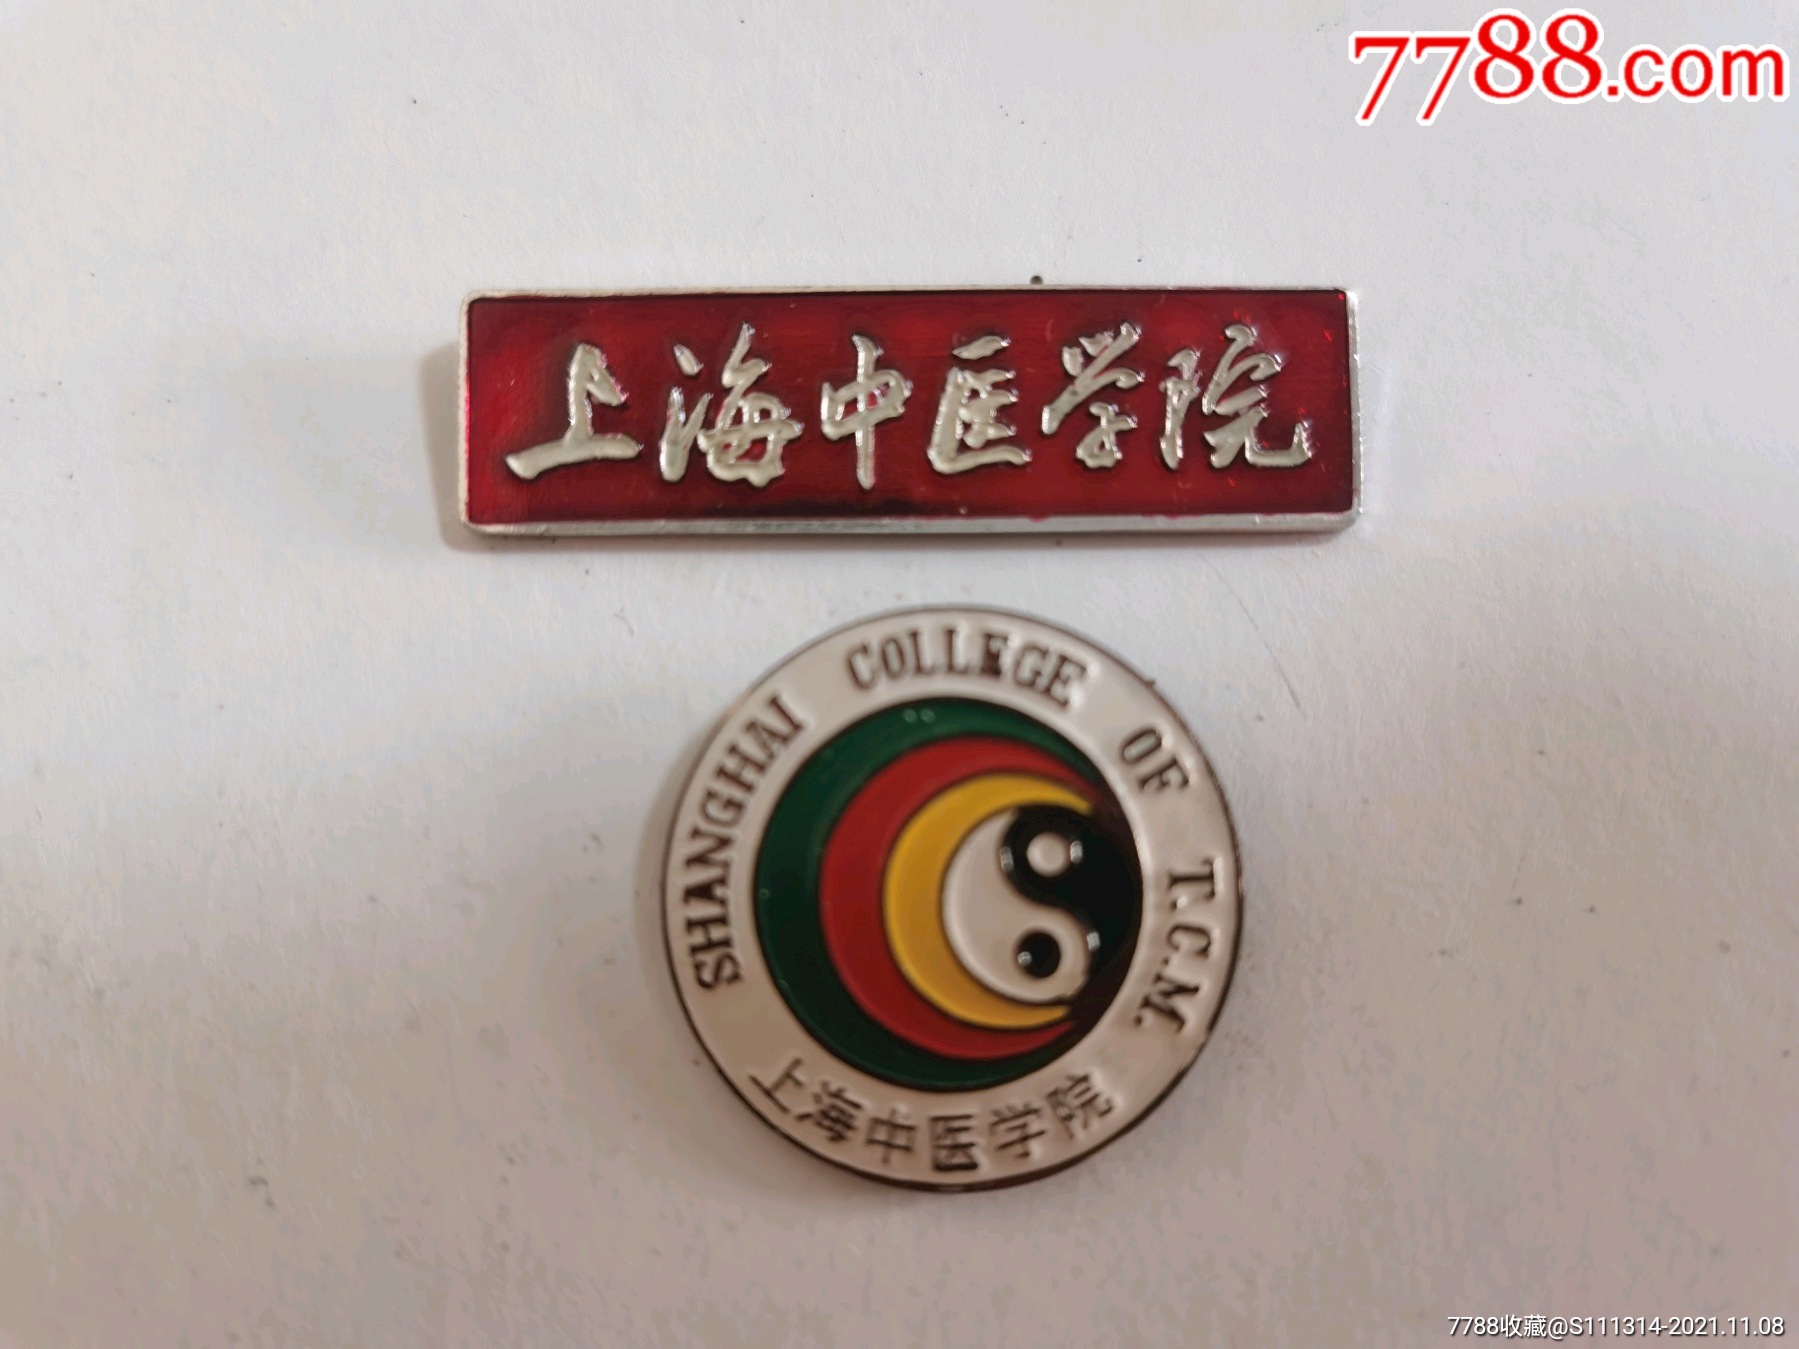 7788.com
上海中医学院
SHANGHAI COLLEGE OF T.C.M.
上海中医学院
7788收藏@S111314-2021.11.08